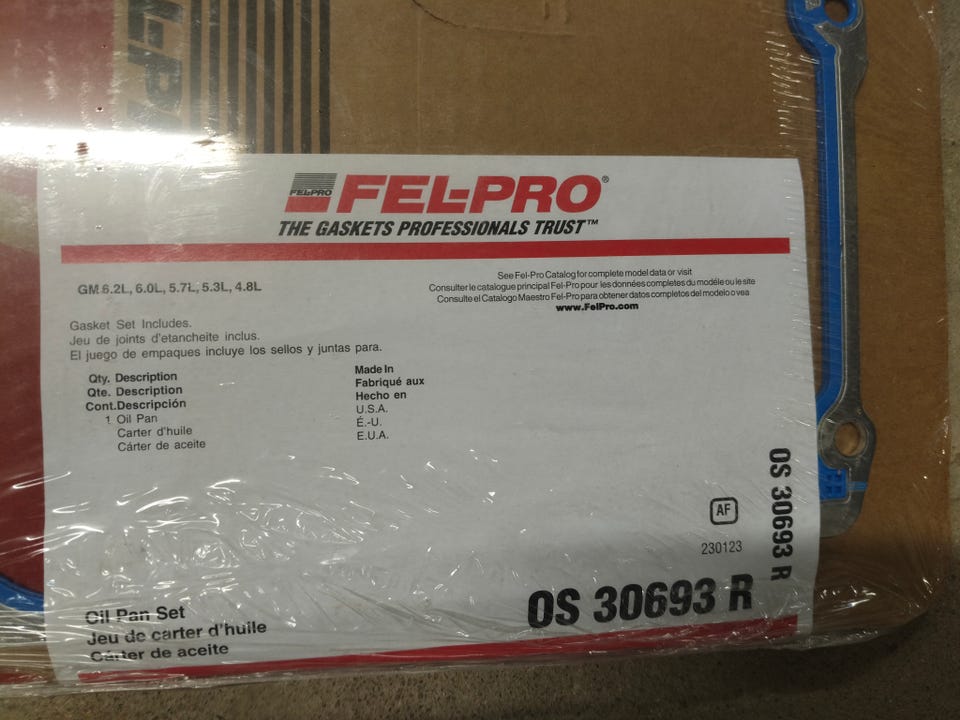 FEL-PRO
FEL-PRO®
THE GASKETS PROFESSIONALS TRUST™
GM 6.2L, 6.0L, 5.7L, 5.3L, 4.8L
See Fel-Pro Catalog for complete model data or visit
Consulter le catalogue principal Fel-Pro pour les données completes du modéle ou le site
Consulte el Catalogo Maestro Fel-Pro para obtener datos completos del modelo o vea
www.FelPro.com
Gasket Set Includes.
Jeu de joints d'etancheite inclus.
El juego de empaques incluye los sellos y juntas para.
Qty. Description
Qte. Description
Cont.Descripción
Made In
Fabriqué aux
Hecho en
1 Oil Pan
Carter d'huile
Cárter de aceite
U.S.A.
É.-U.
E.U.A.
AF
230123
OS 30693 R
OS 30693 R
Oil Pan Set
Jeu de carter d'huile
Cárter de aceite